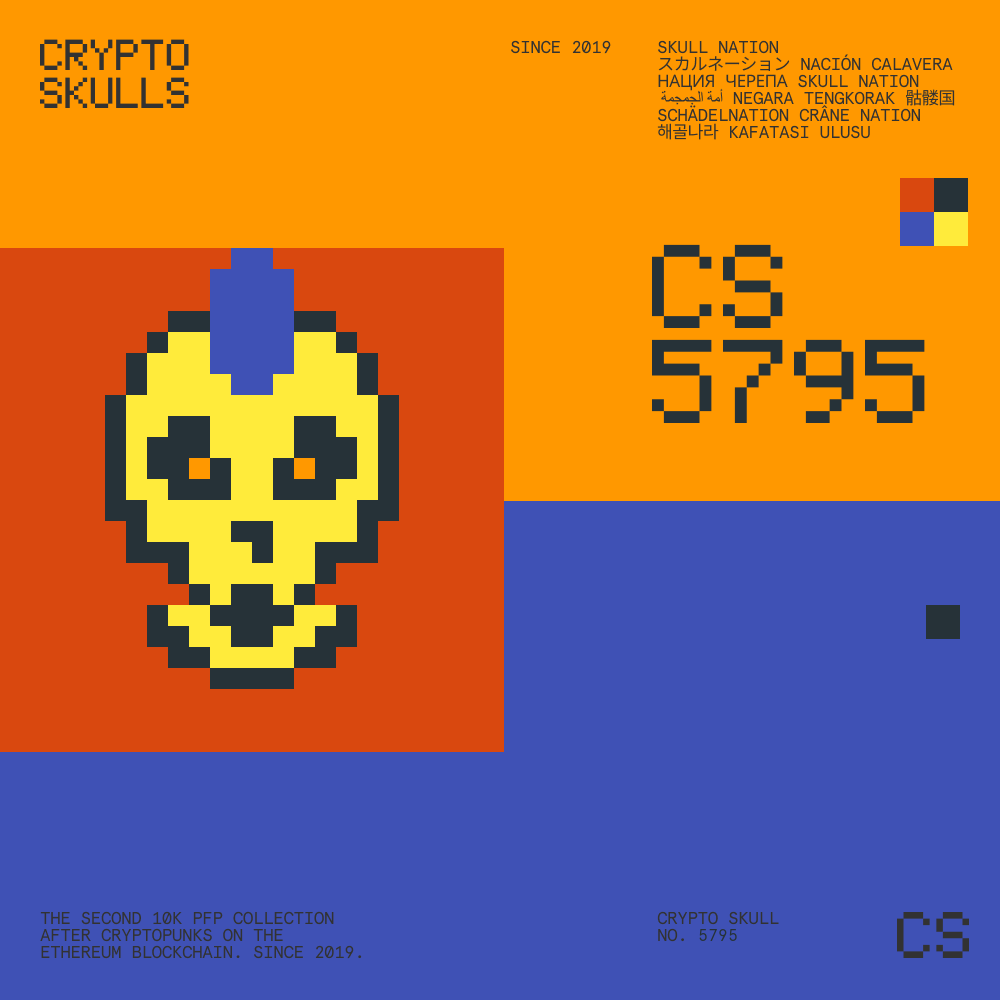 CRYPTO
SKULLS
SINCE 2019
SKULL NATION
スカルネーション NACIÓN CALAVERA
НАЦИЯ ЧЕРЕПА SKULL NATION
أمة الجمجمة NEGARA TENGKORAK 骷髅国
SCHÄDELNATION CRÂNE NATION
해골나라 KAFATASI ULUSU
CS
5795
THE SECOND 10K PFP COLLECTION
AFTER CRYPTOPUNKS ON THE
ETHEREUM BLOCKCHAIN. SINCE 2019.
CRYPTO SKULL
NO. 5795
CS